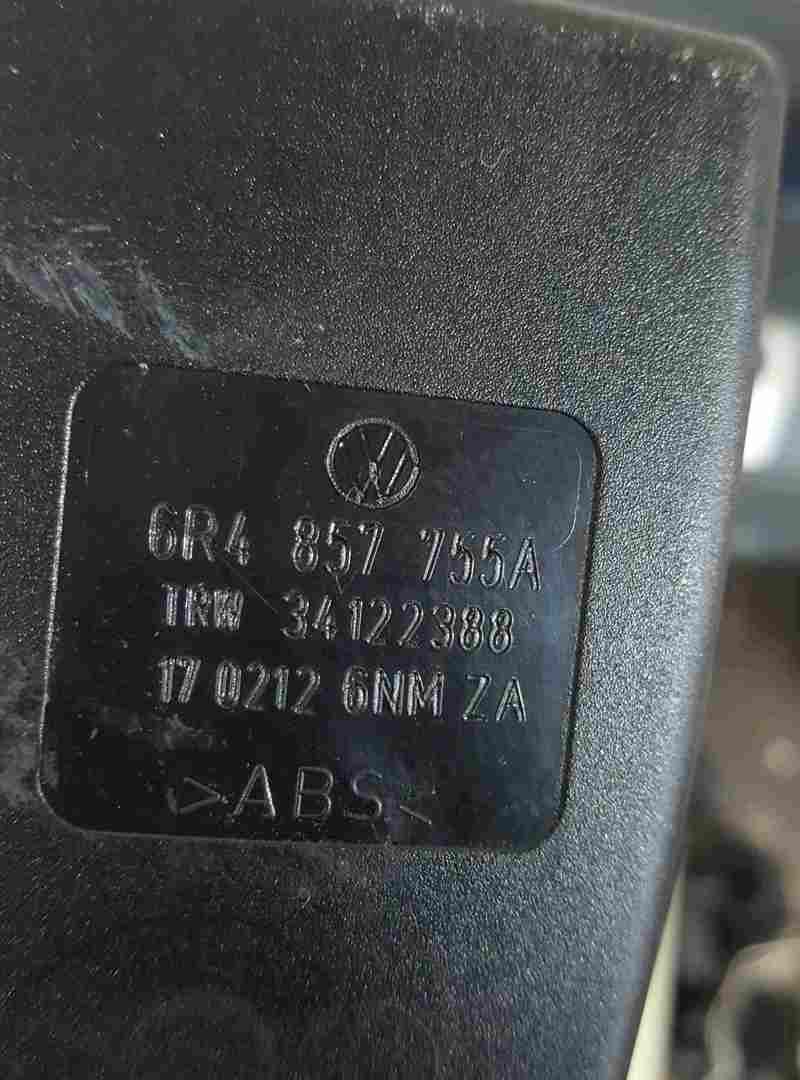 6R4 857 755A
TRW 34122388
17 0212 6NM ZA
>ABS<